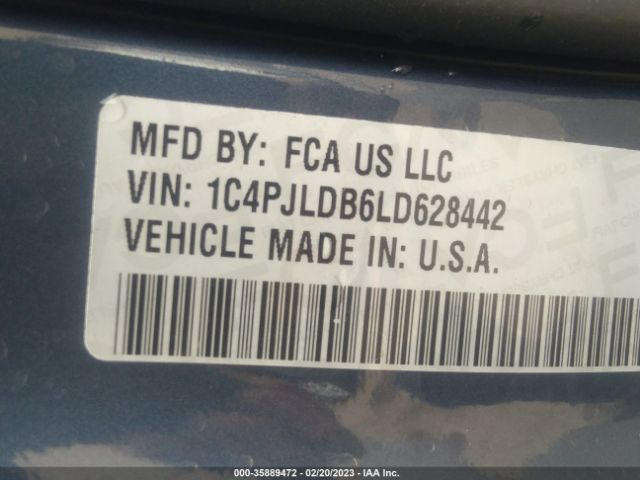 MFD BY: FCA US LLC
VIN: 1C4PJLDB6LD628442
VEHICLE MADE IN: U.S.A.
000-35889472 - 02/20/2023 - IAA Inc.